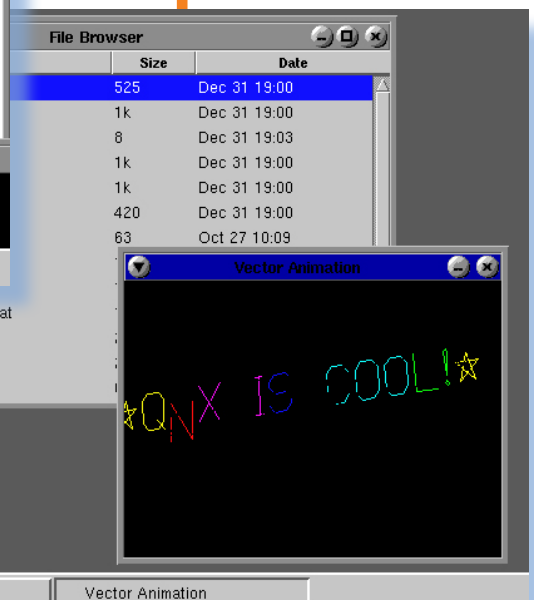 File Browser
Size Date
525 Dec 31 19:00
1k Dec 31 19:00
8 Dec 31 19:03
1k Dec 31 19:00
1k Dec 31 19:00
420 Dec 31 19:00
63 Oct 27 10:09
Vector Animation
at
☆QNX IS COOL!☆
Vector Animation